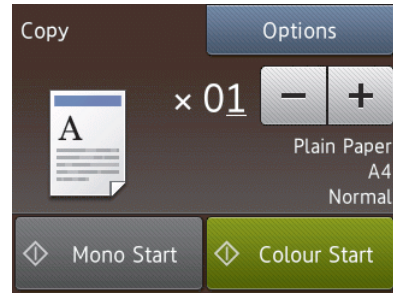 Copy
Options
× 01
− +
A
Plain Paper
A4
Normal
Mono Start
Colour Start